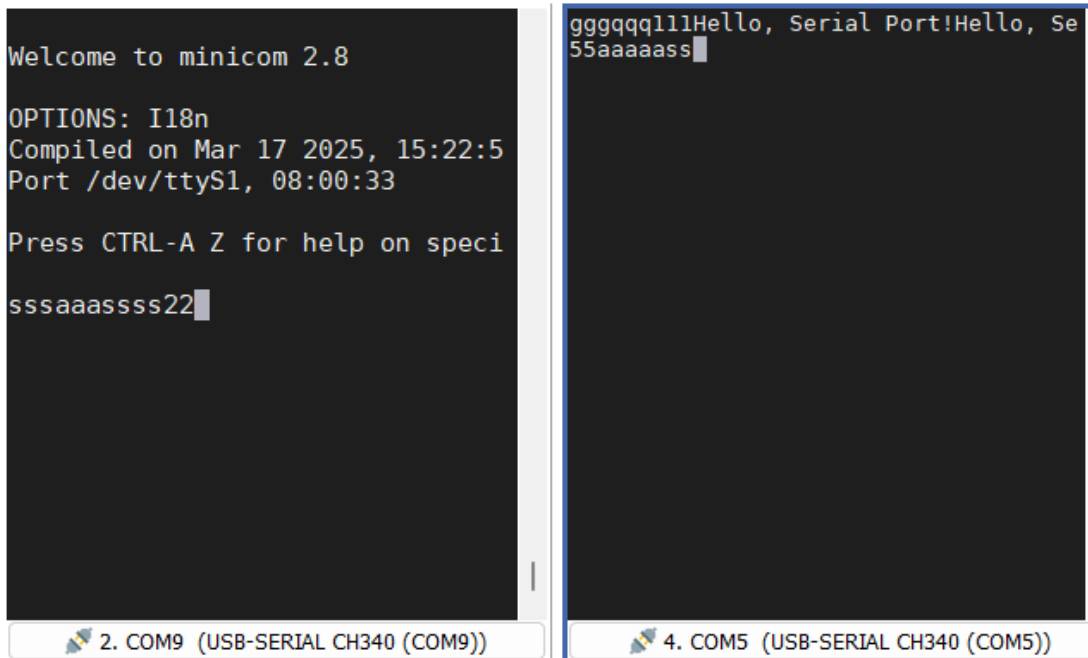 Welcome to minicom 2.8
OPTIONS: I18n
Compiled on Mar 17 2025, 15:22:5
Port /dev/ttyS1, 08:00:33
Press CTRL-A Z for help on speci
sssaaassss22
2. COM9 (USB-SERIAL CH340 (COM9))
gggqqq111Hello, Serial Port!Hello, Se
55aaaaass
4. COM5 (USB-SERIAL CH340 (COM5))